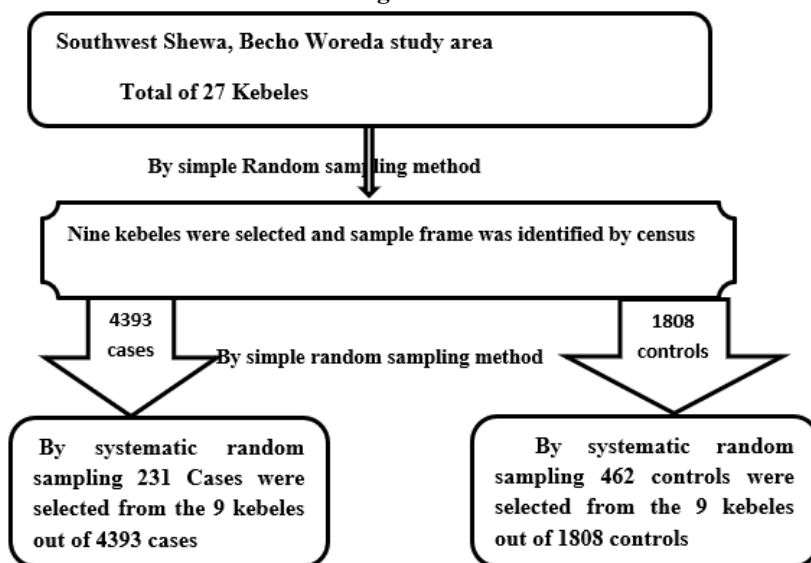 Southwest Shewa, Becho Woreda study area
Total of 27 Kebeles
By simple Random sampling method
Nine kebeles were selected and sample frame was identified by census
4393
cases
By simple random sampling method
1808
controls
By systematic random
sampling 231 Cases were
selected from the 9 kebeles
out of 4393 cases
By systematic random
sampling 462 controls were
selected from the 9 kebeles
out of 1808 controls